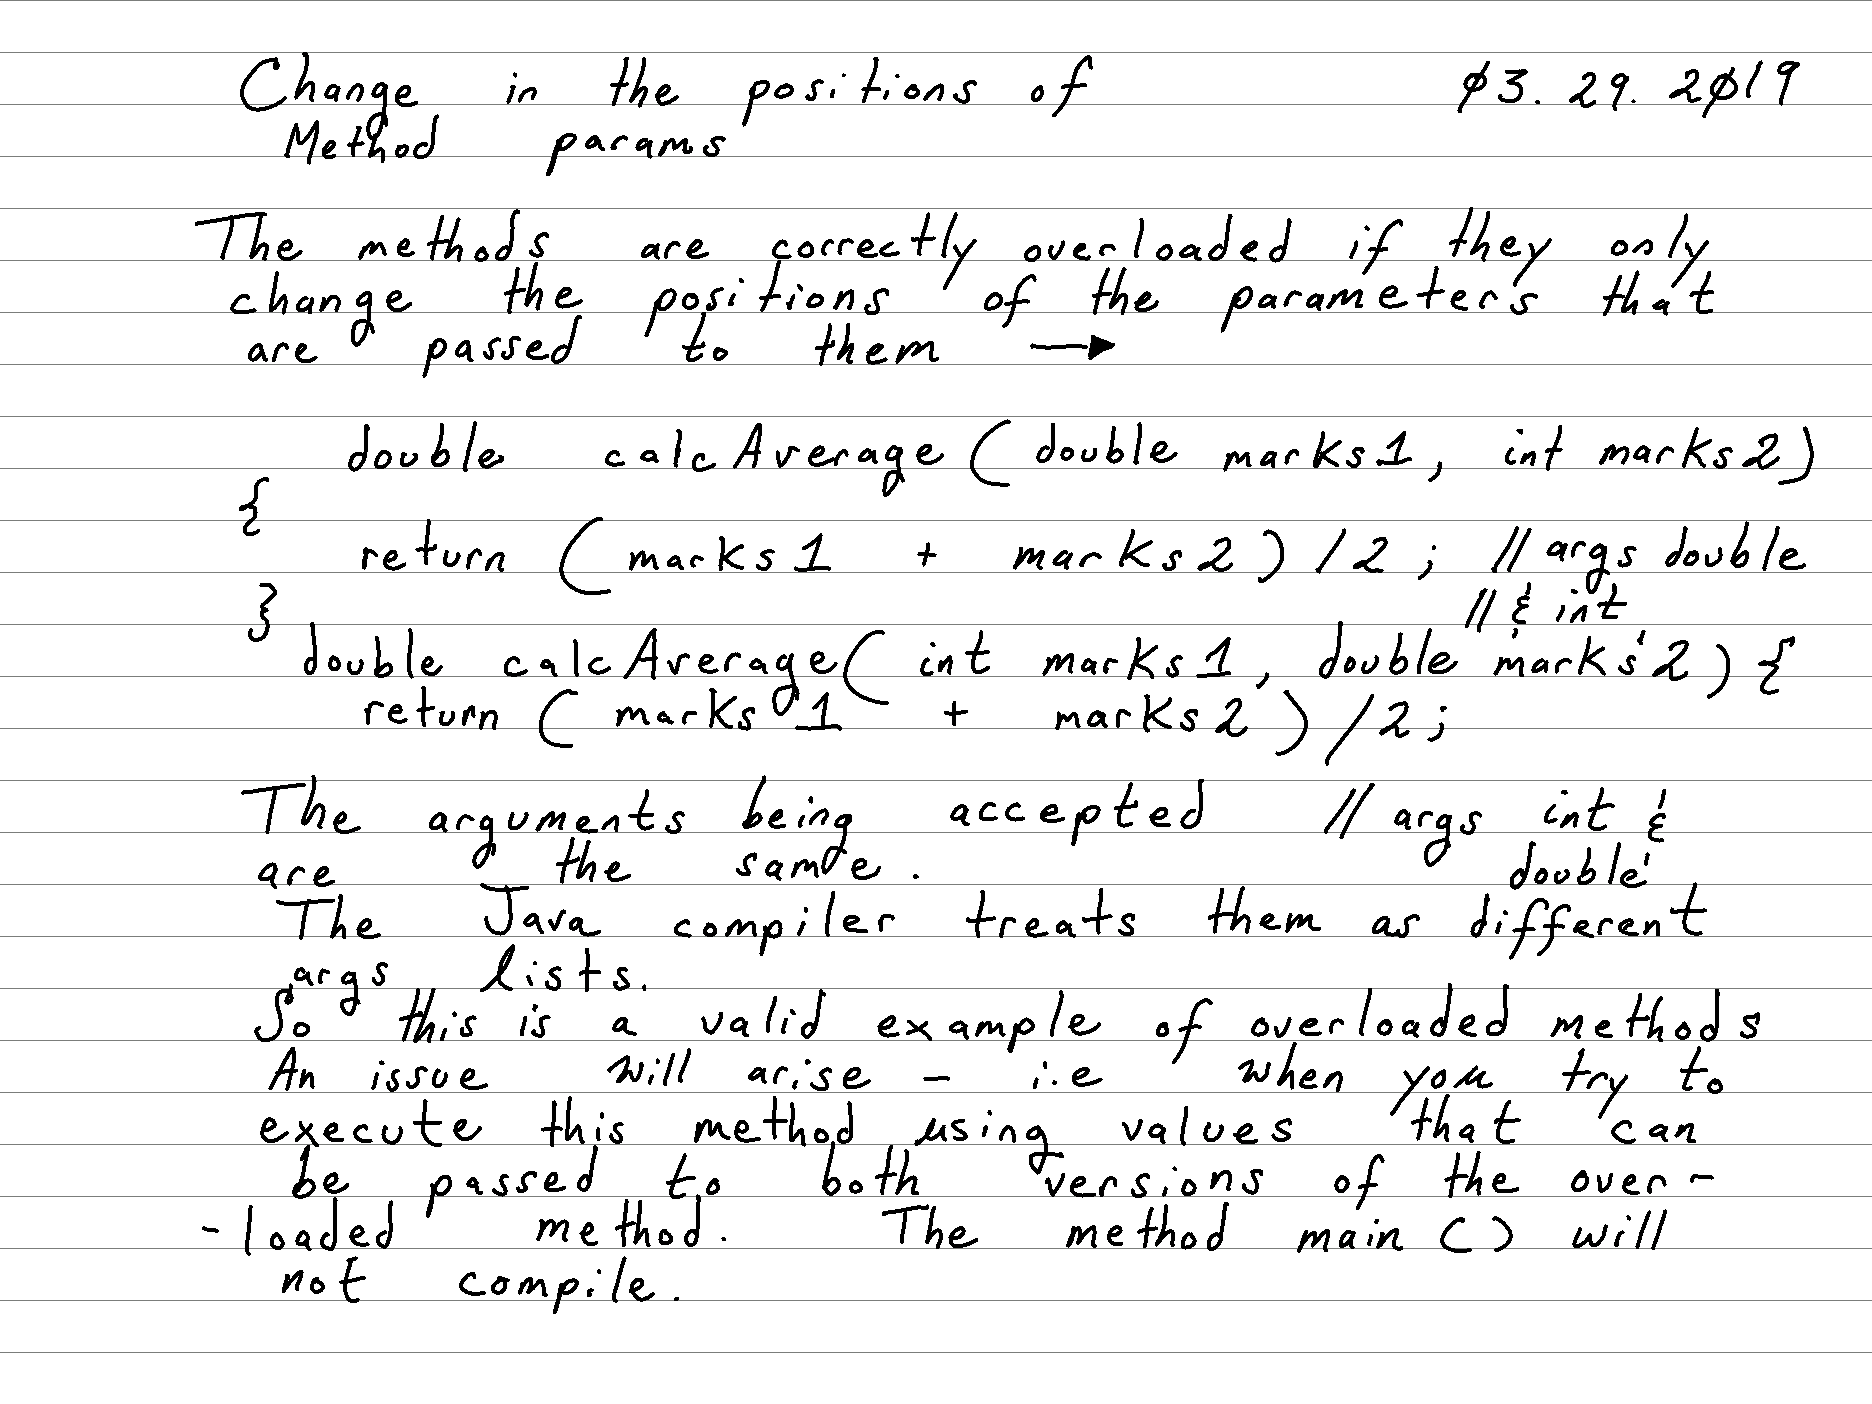 Change in the positions of 03.29.2019
Method params
The methods are correctly overloaded if they only
change the positions of the parameters that
are passed to them →
double calcAverage(double marks1, int marks2)
{
return (marks1 + marks2)/2; // args double
// & int
}
double calcAverage(int marks1, double marks2){
return (marks1 + marks2)/2;
The arguments being accepted // args int &
are the same. double
The Java compiler treats them as different
args lists.
So this is a valid example of overloaded methods
An issue will arise - i.e when you try to
execute this method using values that can
be passed to both versions of the over-
-loaded method. The method main () will
not compile.